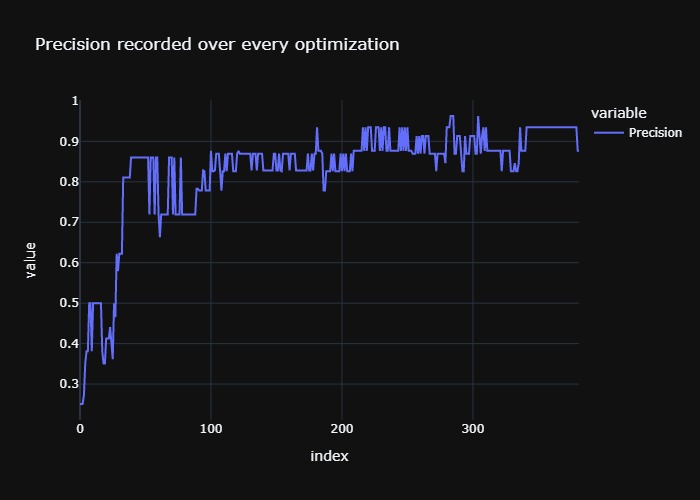 Precision recorded over every optimization
variable
Precision
value
1
0.9
0.8
0.7
0.6
0.5
0.4
0.3
0
100
200
300
index